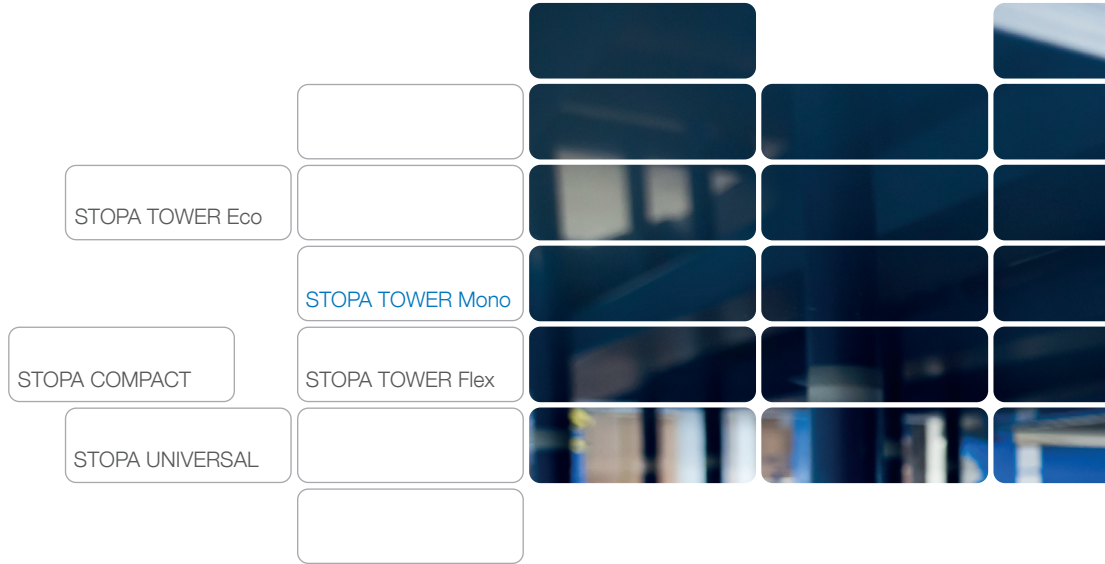 STOPA TOWER Eco
STOPA TOWER Mono
STOPA COMPACT
STOPA TOWER Flex
STOPA UNIVERSAL